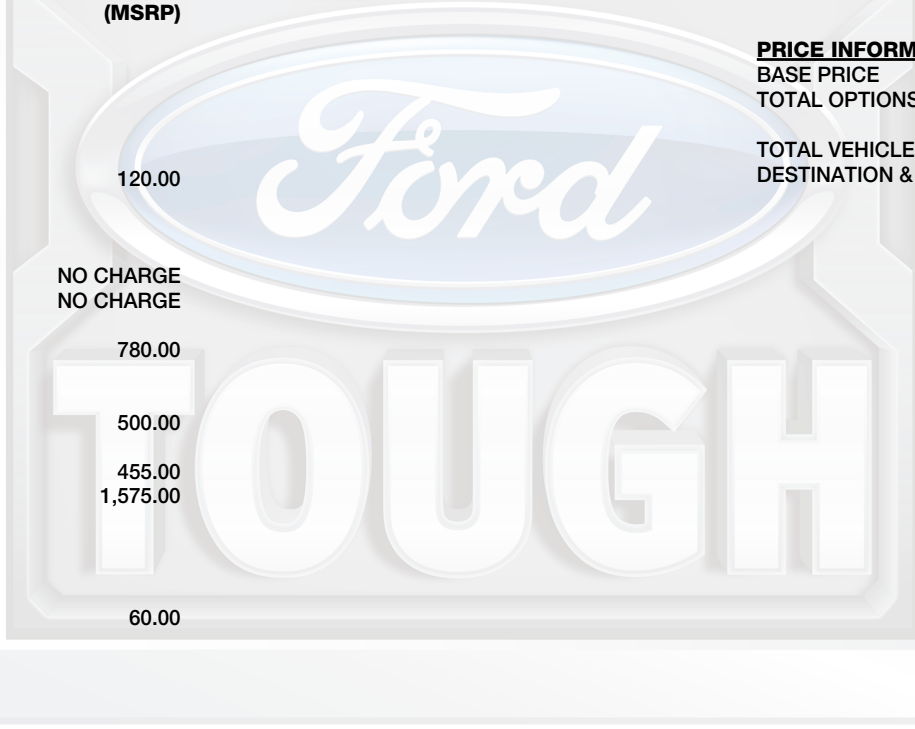 (MSRP)
120.00
NO CHARGE
NO CHARGE
780.00
500.00
455.00
1,575.00
60.00
PRICE INFORM
BASE PRICE
TOTAL OPTIONS
TOTAL VEHICLE
DESTINATION &
Ford
TOUGH